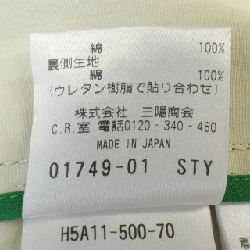 綿 100%
裏側生地
綿 100%
(ウレタン樹脂で貼り合わせ)
株式会社 三陽商会
C.R.室 電話0120-340-460
MADE IN JAPAN
01749-01 STY
H5A11-500-70